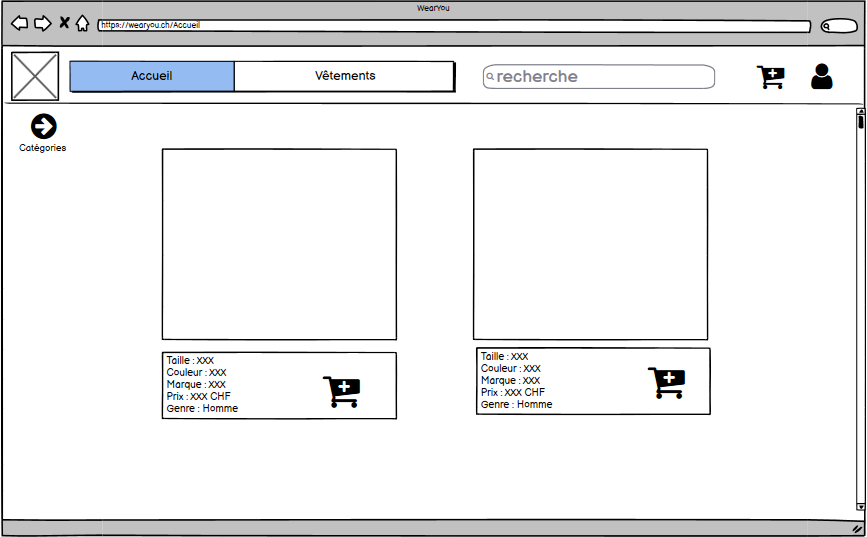 WearYou
https://wearyou.ch/Accueil
Accueil
Vêtements
recherche
Catégories
Taille : XXX
Couleur : XXX
Marque : XXX
Prix : XXX CHF
Genre : Homme
Taille : XXX
Couleur : XXX
Marque : XXX
Prix : XXX CHF
Genre : Homme